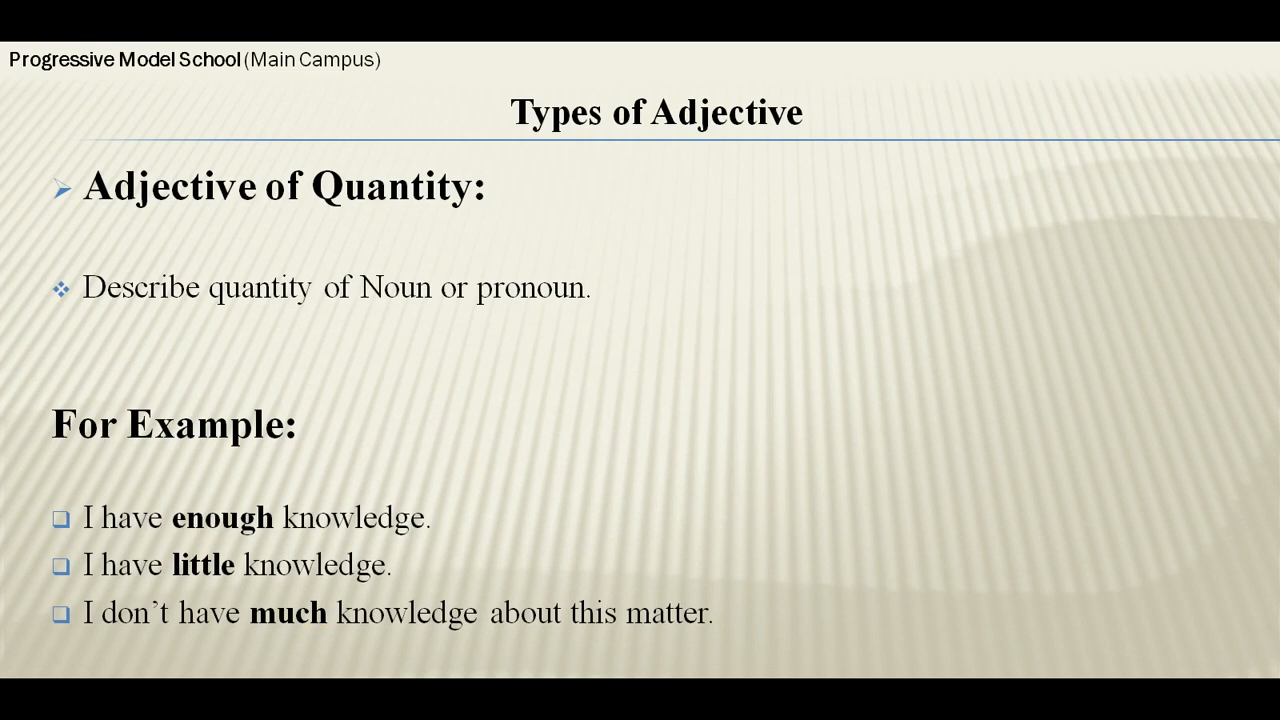 Progressive Model School (Main Campus)
Types of Adjective
Adjective of Quantity:
Describe quantity of Noun or pronoun.
For Example:
I have enough knowledge.
I have little knowledge.
I don’t have much knowledge about this matter.